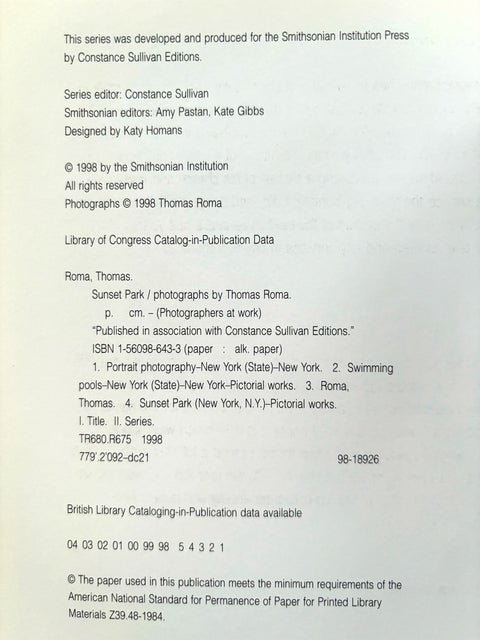 This series was developed and produced for the Smithsonian Institution Press
by Constance Sullivan Editions.
Series editor: Constance Sullivan
Smithsonian editors: Amy Pastan, Kate Gibbs
Designed by Katy Homans
© 1998 by the Smithsonian Institution
All rights reserved
Photographs © 1998 Thomas Roma
Library of Congress Catalog-in-Publication Data
Roma, Thomas.
Sunset Park / photographs by Thomas Roma.
p. cm. – (Photographers at work)
“Published in association with Constance Sullivan Editions.”
ISBN 1-56098-643-3 (paper : alk. paper)
1. Portrait photography–New York (State)–New York. 2. Swimming
pools–New York (State)–New York–Pictorial works. 3. Roma,
Thomas. 4. Sunset Park (New York, N.Y.)–Pictorial works.
I. Title. II. Series.
TR680.R675 1998
779'.2'092–dc21 98-18926
British Library Cataloging-in-Publication data available
04 03 02 01 00 99 98 5 4 3 2 1
© The paper used in this publication meets the minimum requirements of the
American National Standard for Permanence of Paper for Printed Library
Materials Z39.48-1984.